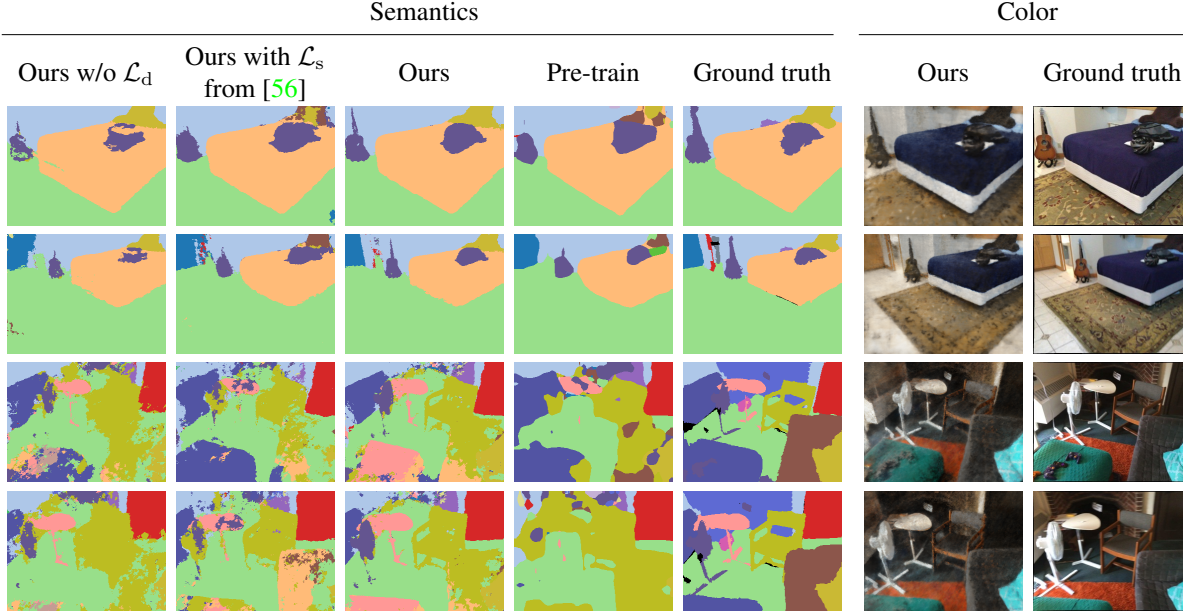 Semantics Color
Ours w/o ℒd Ours with ℒs Ours Pre-train Ground truth Ours Ground truth
from [56]